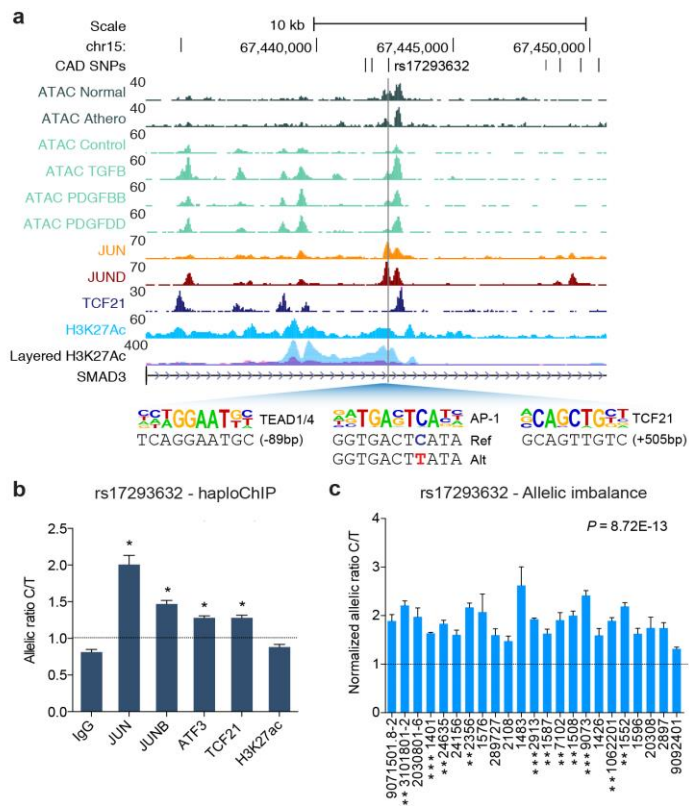 a
Scale 10 kb
chr15: 67,440,000 67,445,000 67,450,000
CAD SNPs rs17293632
40
ATAC Normal
40
ATAC Athero
60
ATAC Control
60
ATAC TGFB
60
ATAC PDGFBB
60
ATAC PDGFDD
70
JUN
70
JUND
30
TCF21
60
H3K27Ac
400
Layered H3K27Ac
SMAD3
GGAAT TEAD1/4 TGACTCA AP-1 CAGCTG TCF21
TCAGGAATGC (-89bp) GGTGACTCATA Ref GCAGTTGTC (+505bp)
GGTGACTTATA Alt
b
rs17293632 - haploChIP
Allelic ratio C/T
2.5
2.0
1.5
1.0
0.5
0.0
*
*
*
*
IgG
JUN
JUNB
ATF3
TCF21
H3K27ac
c
rs17293632 - Allelic imbalance
P = 8.72E-13
Normalized allelic ratio C/T
4
3
2
1
0
9071501.8-2
**3101801-2
2030801-6
***1401
**24635
24156
**2356
1576
289727
2108
1483
***2913
**1587
**7102
**1508
***9073
1426
**1062201
**1552
1596
20308
2897
9092401